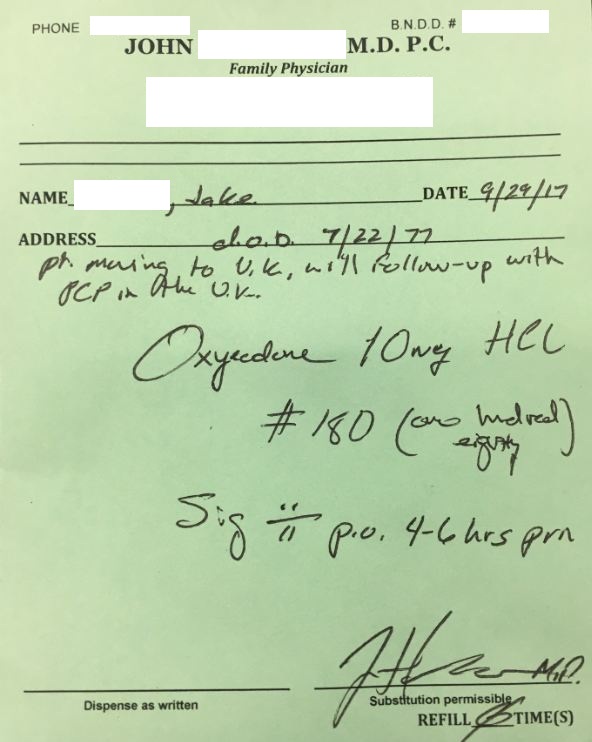 PHONE B.N.D.D. #
JOHN M.D. P.C.
Family Physician
NAME , Jake DATE 9/29/17
ADDRESS d.o.b. 7/22/77
pt. moving to U.K., will follow-up with
PCP in the U.K.
Oxycodone 10mg HCL
# 180 (one hundred
eighty)
Sig ii p.o. 4-6 hrs prn
M.D.
Dispense as written Substitution permissible
REFILL TIME(S)